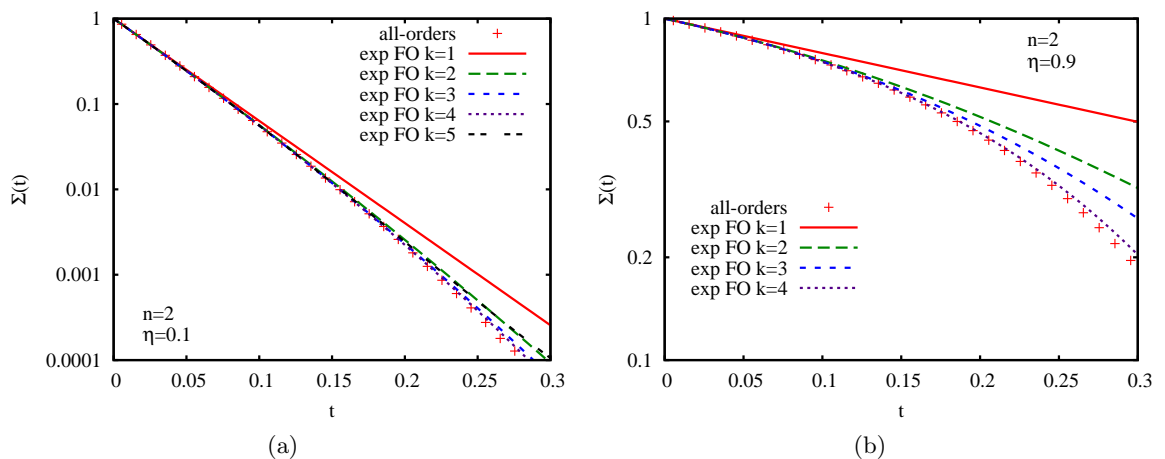 1
0.1
0.01
0.001
0.0001
Σ(t)
all-orders
exp FO k=1
exp FO k=2
exp FO k=3
exp FO k=4
exp FO k=5
n=2
η=0.1
0 0.05 0.1 0.15 0.2 0.25 0.3
t
(a)
1
0.5
0.2
0.1
Σ(t)
n=2
η=0.9
all-orders
exp FO k=1
exp FO k=2
exp FO k=3
exp FO k=4
0 0.05 0.1 0.15 0.2 0.25 0.3
t
(b)